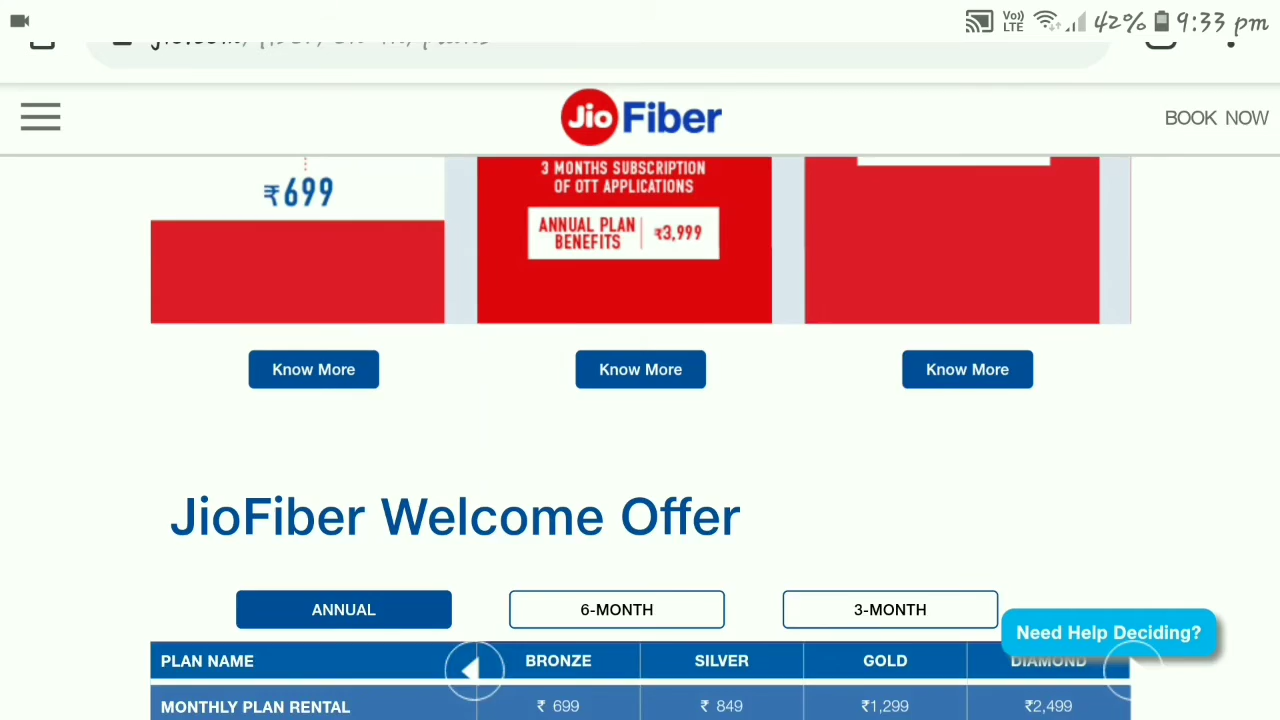 Vo)) LTE 42% 9:33 pm
Jio Fiber
BOOK NOW
₹699
3 MONTHS SUBSCRIPTION
OF OTT APPLICATIONS
ANNUAL PLAN
BENEFITS
₹3,999
Know More
Know More
Know More
JioFiber Welcome Offer
ANNUAL
6-MONTH
3-MONTH
Need Help Deciding?
PLAN NAME BRONZE SILVER GOLD DIAMOND
MONTHLY PLAN RENTAL ₹ 699 ₹ 849 ₹1,299 ₹2,499